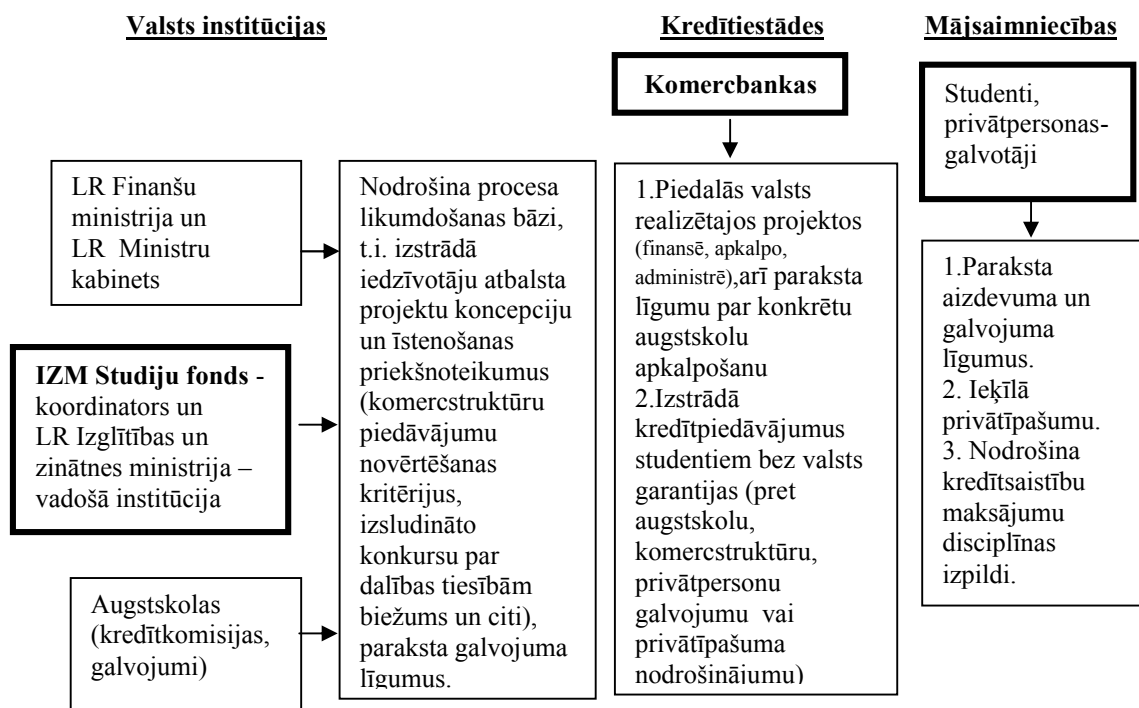 Valsts institūcijas
LR Finanšu
ministrija un
LR Ministru
kabinets
IZM Studiju fonds -
koordinators un
LR Izglītības un
zinātnes ministrija –
vadošā institūcija
Augstskolas
(kredītkomisijas,
galvojumi)
Nodrošina procesa
likumdošanas bāzi,
t.i. izstrādā
iedzīvotāju atbalsta
projektu koncepciju
un īstenošanas
priekšnoteikumus
(komercstruktūru
piedāvājumu
novērtēšanas
kritērijus,
izsludināto
konkursu par
dalības tiesībām
biežums un citi),
paraksta galvojuma
līgumus.
Kredītiestādes
Komercbankas
1.Piedalās valsts
realizētajos projektos
(finansē, apkalpo,
administrē),arī paraksta
līgumu par konkrētu
augstskolu
apkalpošanu
2.Izstrādā
kredītpiedāvājumus
studentiem bez valsts
garantijas (pret
augstskolu,
komercstruktūru,
privātpersonu
galvojumu vai
privātīpašuma
nodrošinājumu)
Mājsaimniecības
Studenti,
privātpersonas-
galvotāji
1.Paraksta
aizdevuma un
galvojuma
līgumus.
2. Ieķīlā
privātīpašumu.
3. Nodrošina
kredītsaistību
maksājumu
disciplīnas
izpildi.